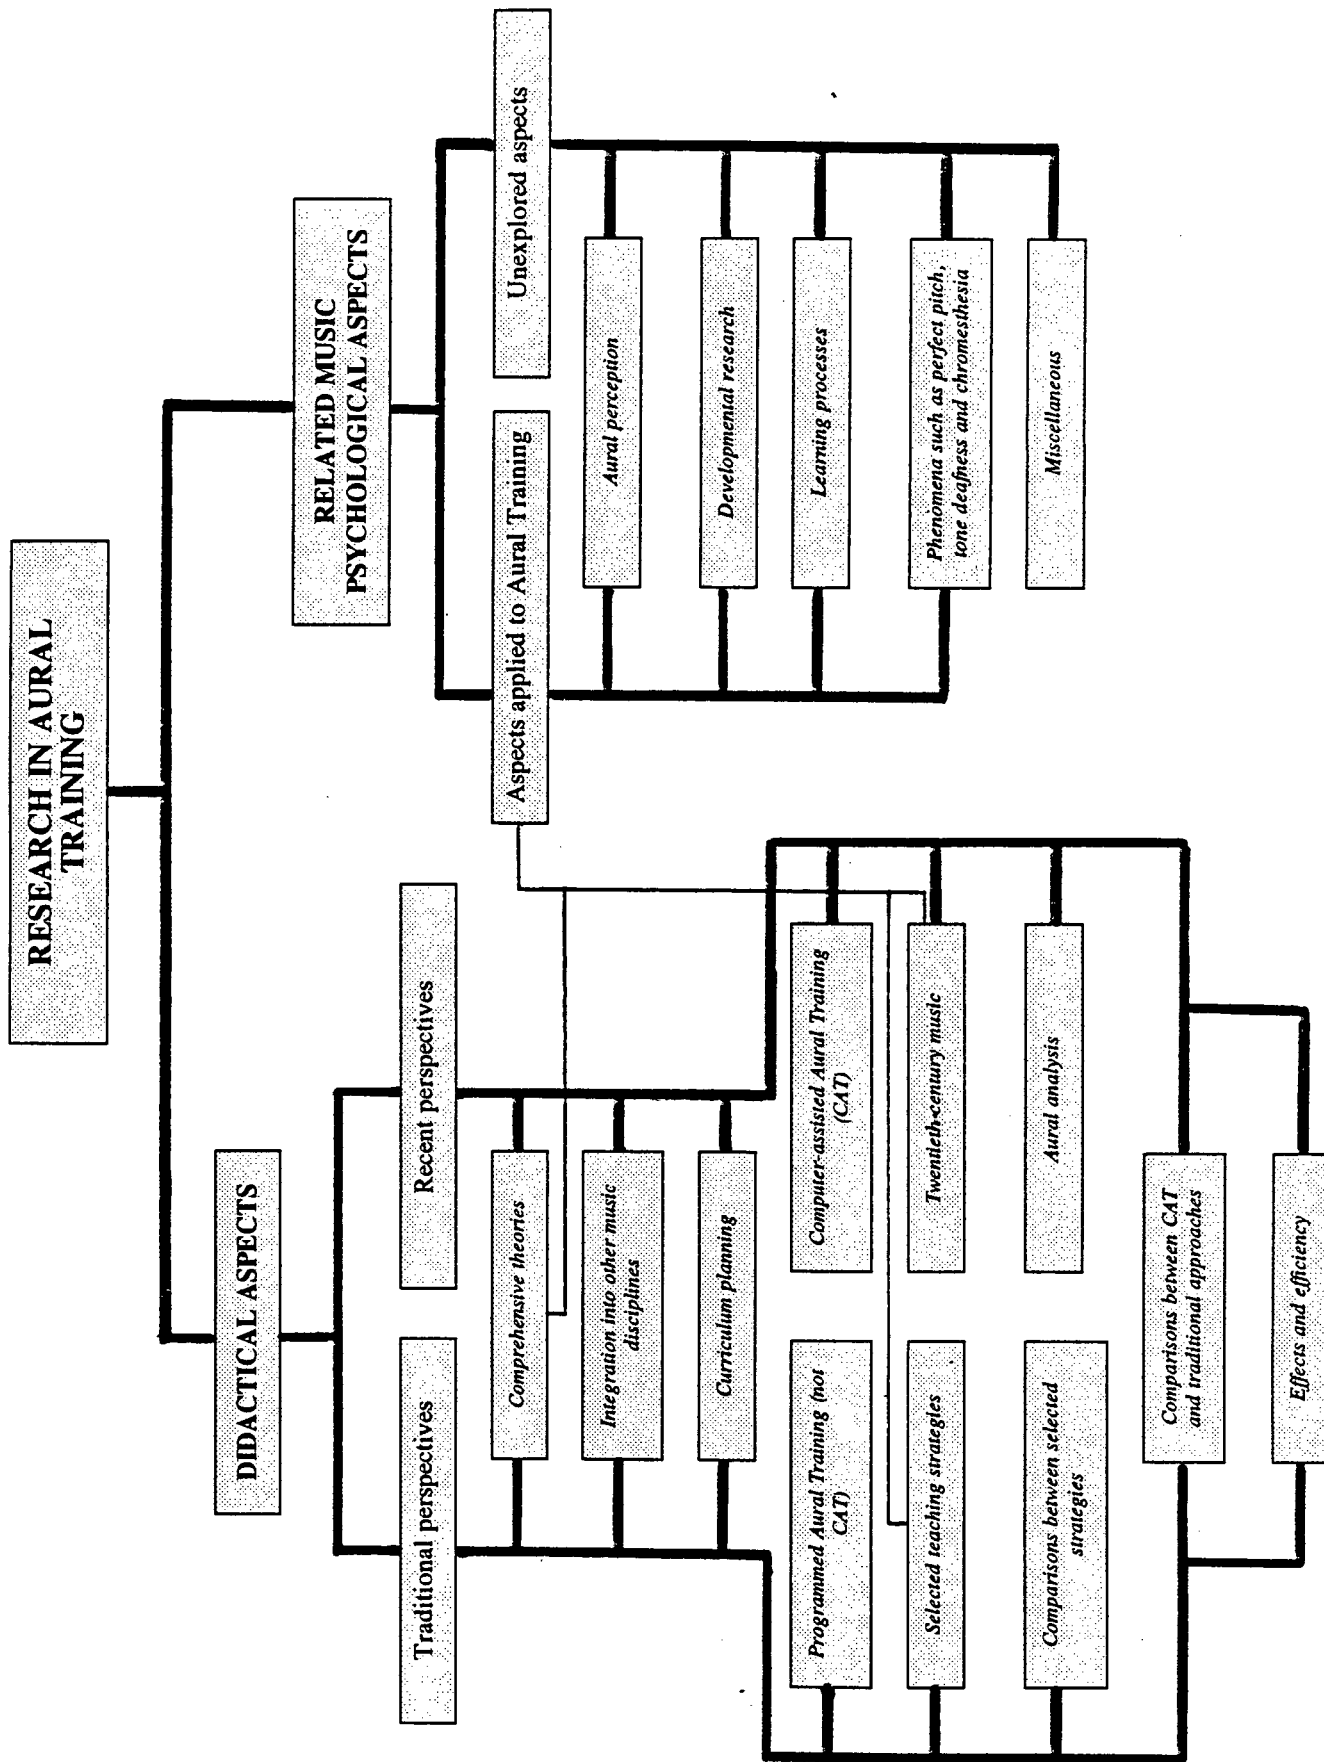 RESEARCH IN AURAL
TRAINING
DIDACTICAL ASPECTS
RELATED MUSIC
PSYCHOLOGICAL ASPECTS
Traditional perspectives
Recent perspectives
Aspects applied to Aural Training
Unexplored aspects
Comprehensive theories
Integration into other music
disciplines
Curriculum planning
Programmed Aural Training (not
CAT)
Computer-assisted Aural Training
(CAT)
Selected teaching strategies
Twentieth-century music
Comparisons between selected
strategies
Aural analysis
Comparisons between CAT
and traditional approaches
Effects and efficiency
Aural perception
Developmental research
Learning processes
Phenomena such as perfect pitch,
tone deafness and chromesthesia
Miscellaneous